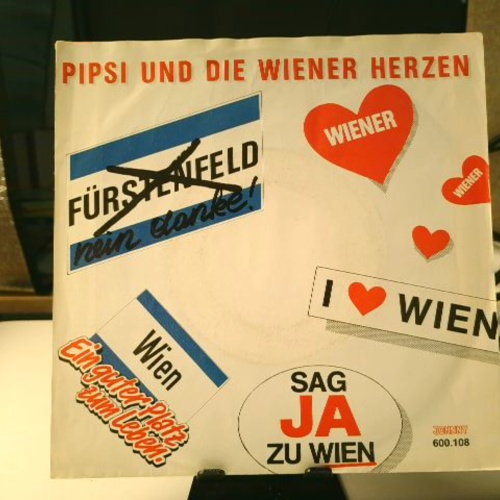 PIPSI UND DIE WIENER HERZEN
FÜRSTENFELD
nein danke!
WIENER
WIENER
I ❤ WIEN
Wien
Ein guter Platz
zum Leben.
SAG
JA
ZU WIEN
600.108